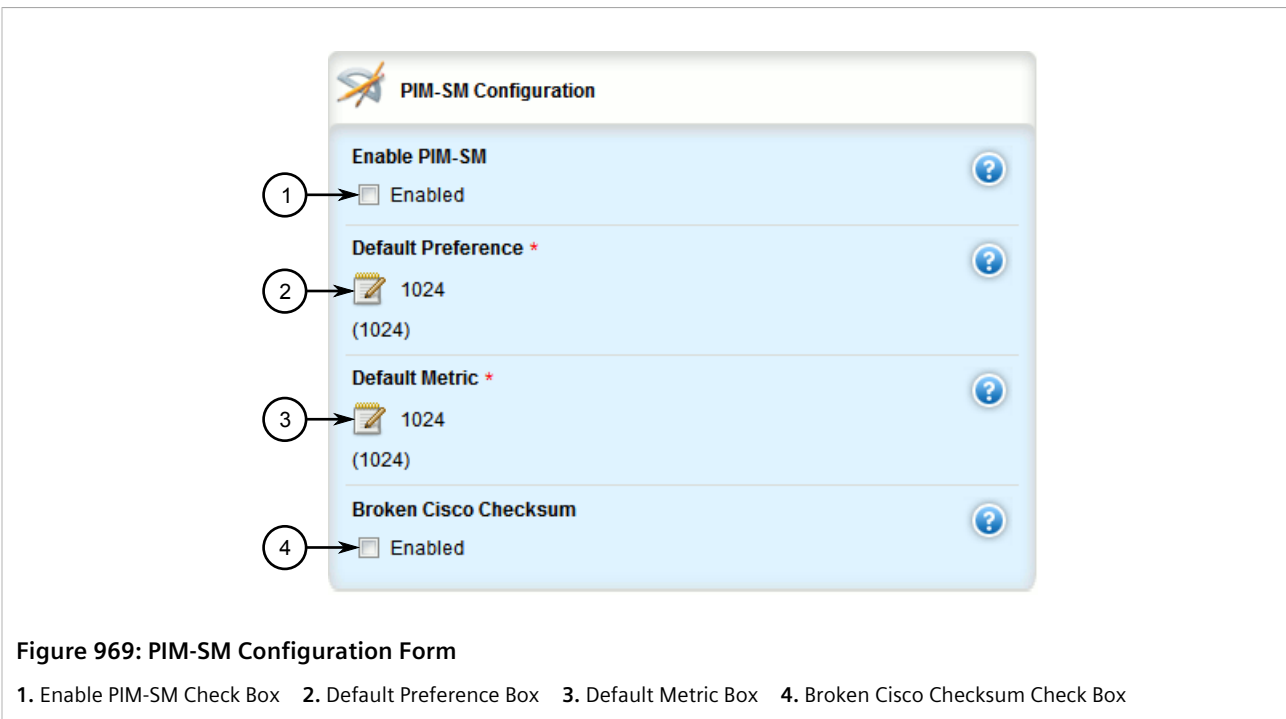 PIM-SM Configuration
Enable PIM-SM
?
1
Enabled
Default Preference *
?
2
1024
(1024)
Default Metric *
?
3
1024
(1024)
Broken Cisco Checksum
?
4
Enabled
Figure 969: PIM-SM Configuration Form
1. Enable PIM-SM Check Box 2. Default Preference Box 3. Default Metric Box 4. Broken Cisco Checksum Check Box